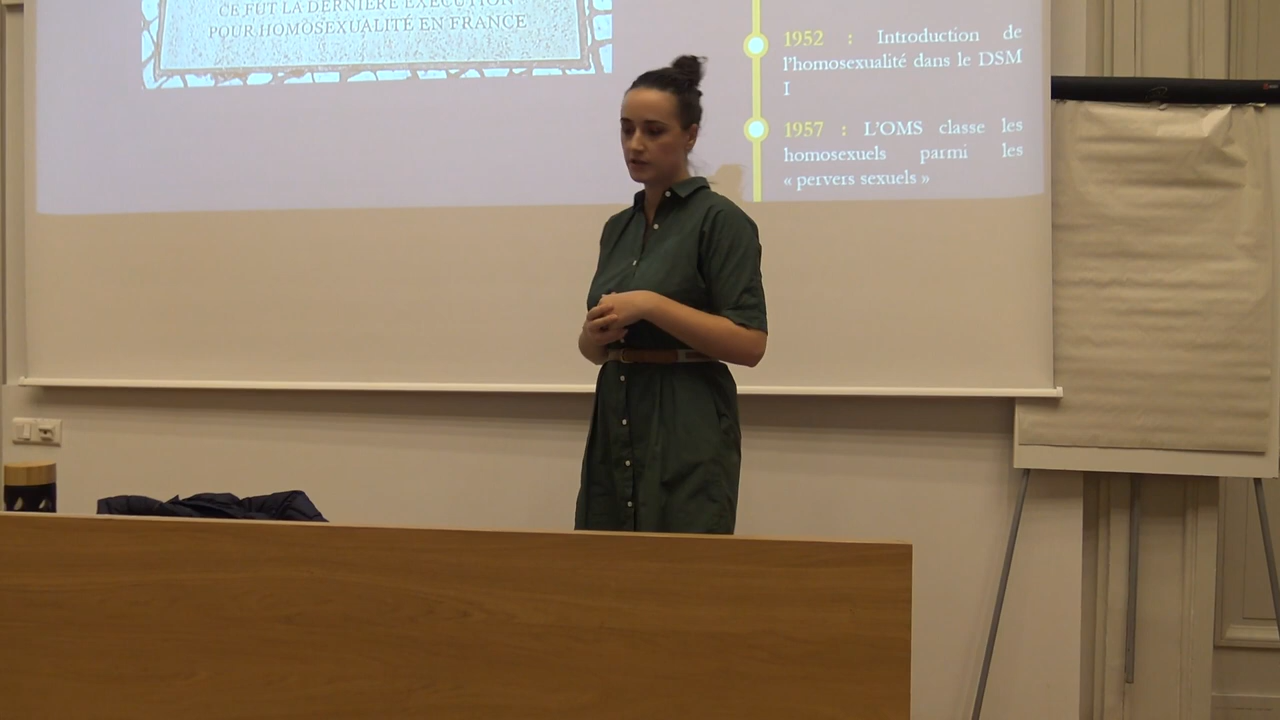 CE FUT LA DERNIÈRE EXÉCUTION
POUR HOMOSEXUALITÉ EN FRANCE
1952 : Introduction de
l'homosexualité dans le DSM
I
1957 : L'OMS classe les
homosexuels parmi les
« pervers sexuels »